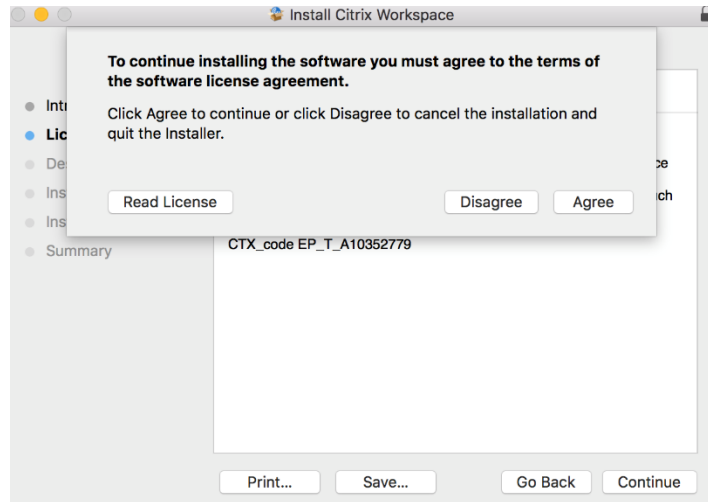 Install Citrix Workspace
To continue installing the software you must agree to the terms of
the software license agreement.
Click Agree to continue or click Disagree to cancel the installation and
quit the Installer.
Read License
Disagree
Agree
Summary
CTX_code EP_T_A10352779
Print...
Save...
Go Back
Continue